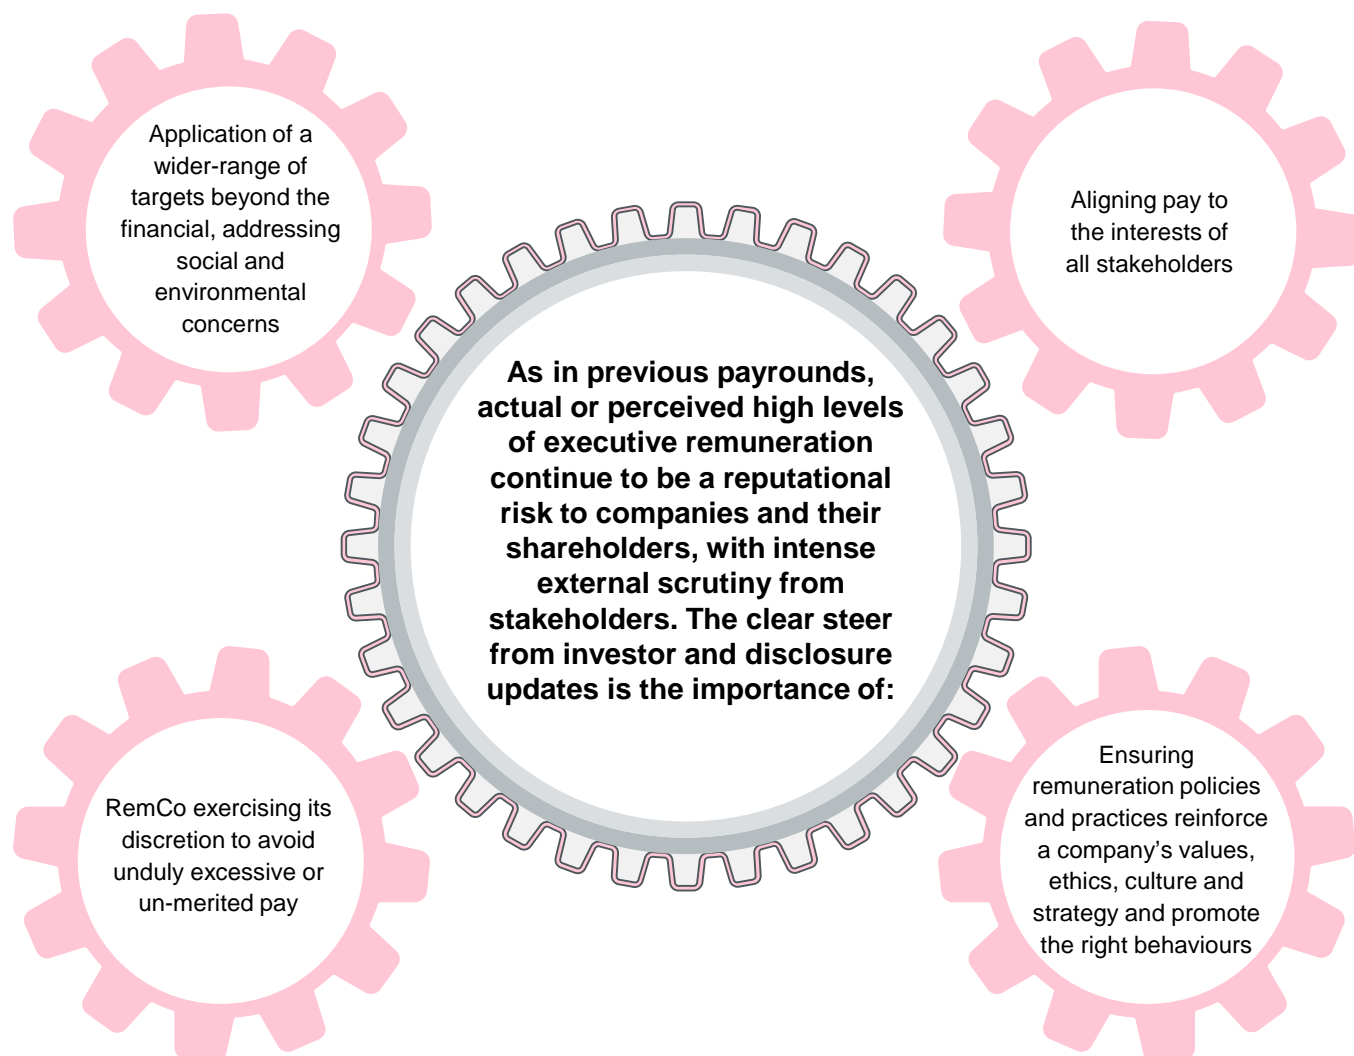 Application of a
wider-range of
targets beyond the
financial, addressing
social and
environmental
concerns
Aligning pay to
the interests of
all stakeholders
As in previous payrounds,
actual or perceived high levels
of executive remuneration
continue to be a reputational
risk to companies and their
shareholders, with intense
external scrutiny from
stakeholders. The clear steer
from investor and disclosure
updates is the importance of:
RemCo exercising its
discretion to avoid
unduly excessive or
un-merited pay
Ensuring
remuneration policies
and practices reinforce
a company’s values,
ethics, culture and
strategy and promote
the right behaviours